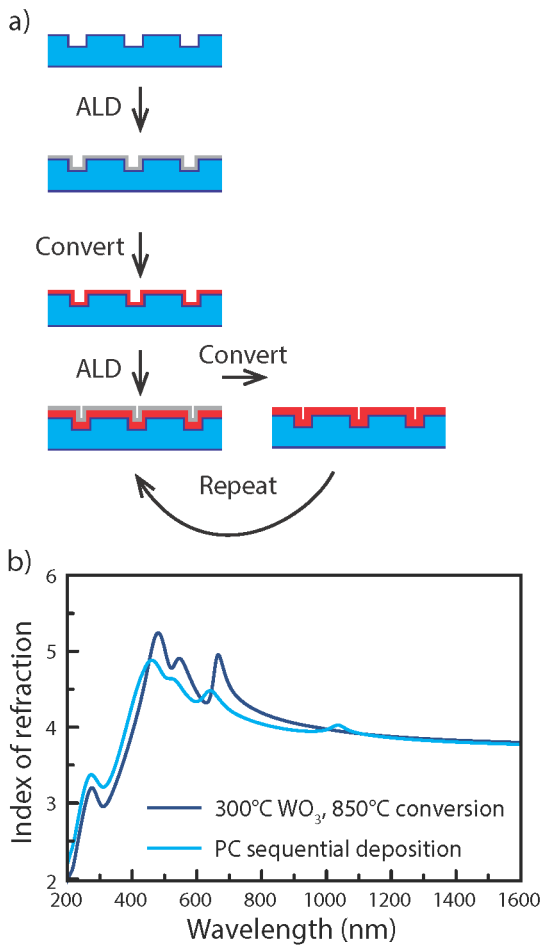 a)
ALD
Convert
ALD
Convert
Repeat
b)
6
5
4
3
2
Index of refraction
300°C WO₃, 850°C conversion
PC sequential deposition
200 400 600 800 1000 1200 1400 1600
Wavelength (nm)